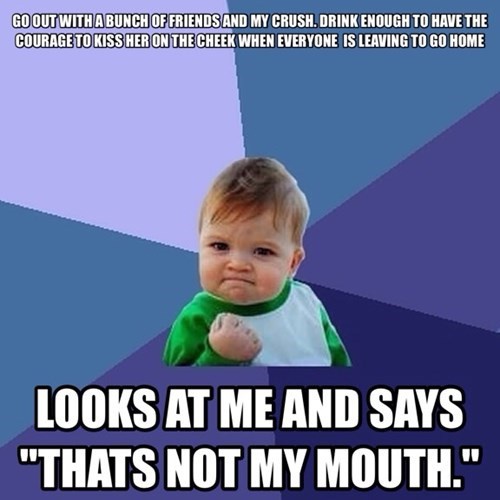 GO OUT WITH A BUNCH OF FRIENDS AND MY CRUSH. DRINK ENOUGH TO HAVE THE
COURAGE TO KISS HER ON THE CHEEK WHEN EVERYONE IS LEAVING TO GO HOME
LOOKS AT ME AND SAYS
"THATS NOT MY MOUTH."